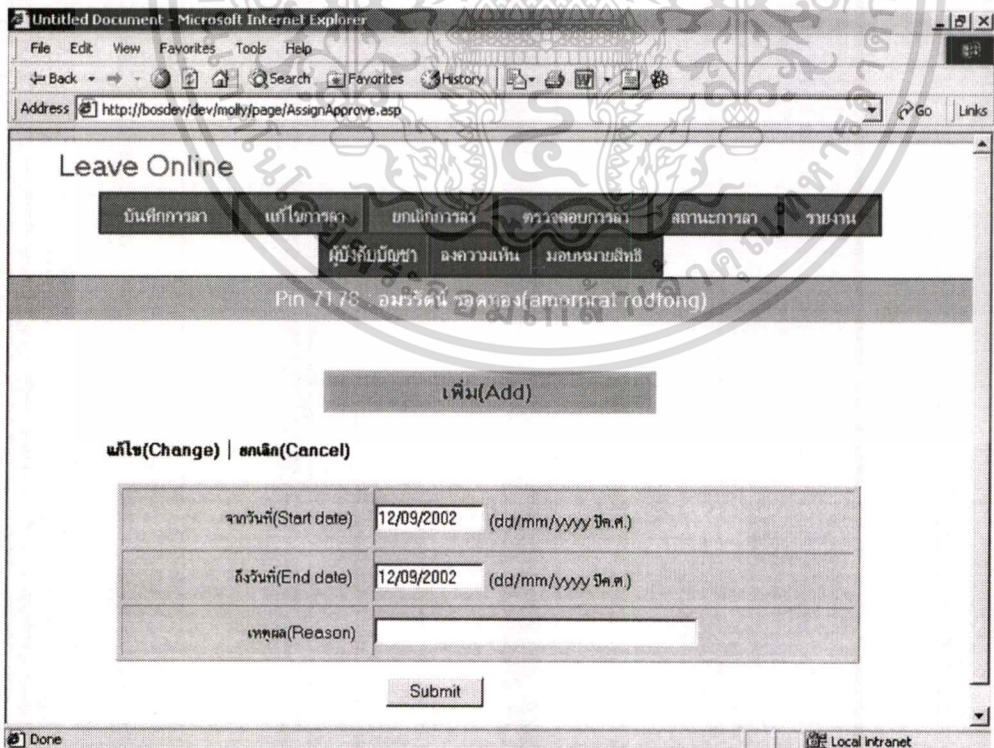 Untitled Document - Microsoft Internet Explorer
File Edit View Favorites Tools Help
Back Search Favorites History
Address http://bosdev/dev/molly/page/AssignApprove.asp Go Links
Leave Online
บันทึกการลา แก้ไขการลา ยกเลิกการลา ตรวจสอบการลา สถานะการลา รายงาน
ผู้บังคับบัญชา ลงความเห็น มอบหมายสิทธิ
Pin 7178 : อมรรัตน์ รอดทอง(amornrat rodtong)
เพิ่ม(Add)
แก้ไข(Change) | ยกเลิก(Cancel)
จากวันที่(Start date) 12/09/2002 (dd/mm/yyyy ปีค.ศ.)
ถึงวันที่(End date) 12/09/2002 (dd/mm/yyyy ปีค.ศ.)
เหตุผล(Reason)
Submit
Done Local intranet